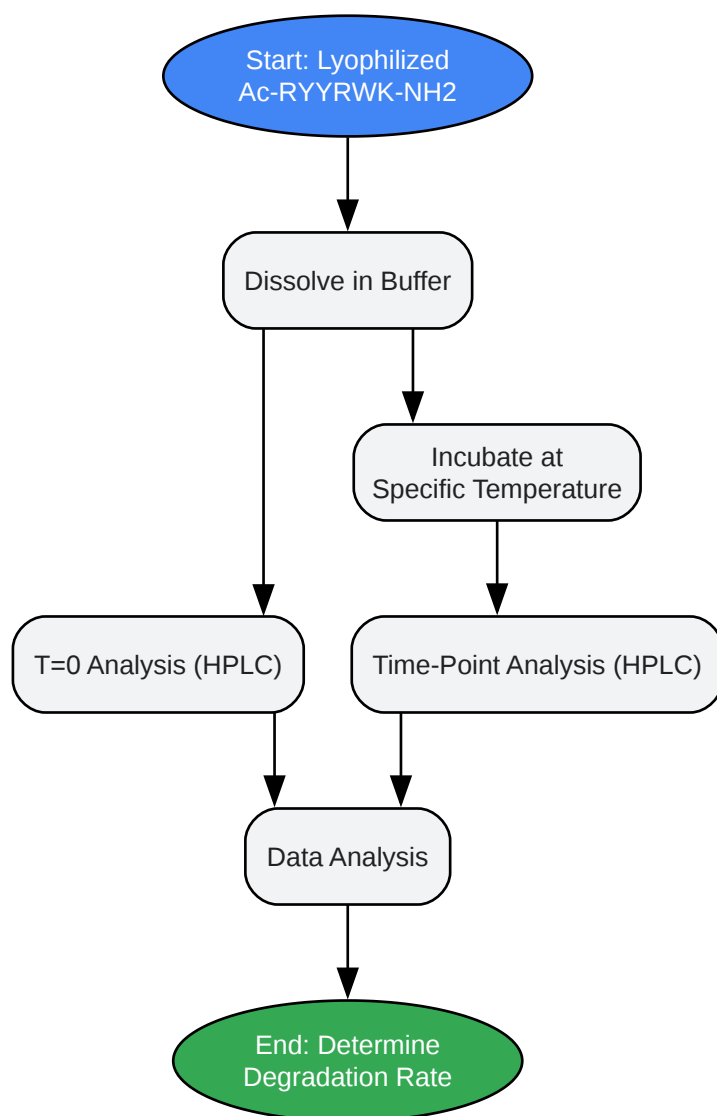 Start: Lyophilized
Ac-RYYRWK-NH2
Dissolve in Buffer
Incubate at
Specific Temperature
T=0 Analysis (HPLC)
Time-Point Analysis (HPLC)
Data Analysis
End: Determine
Degradation Rate